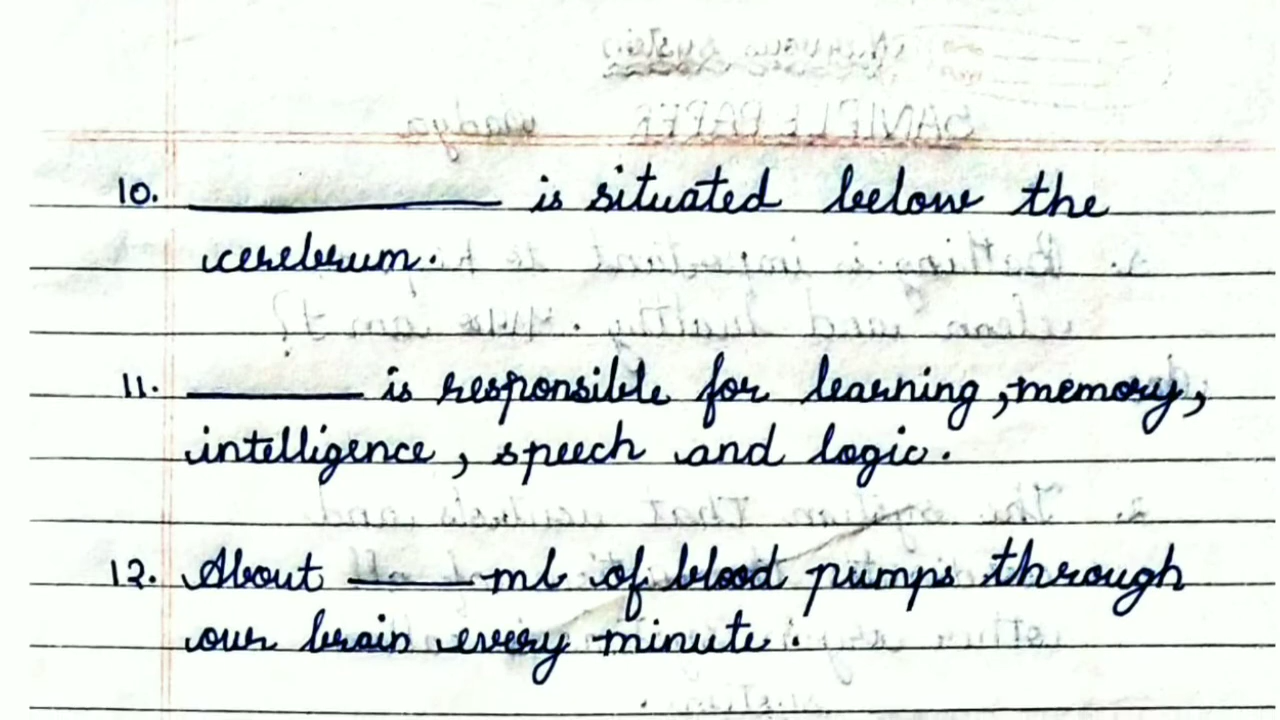 10. __________ is situated below the
cerebrum.
11. ______ is responsible for learning, memory,
intelligence, speech and logic.
12. About ____ ml of blood pumps through
our brain every minute.